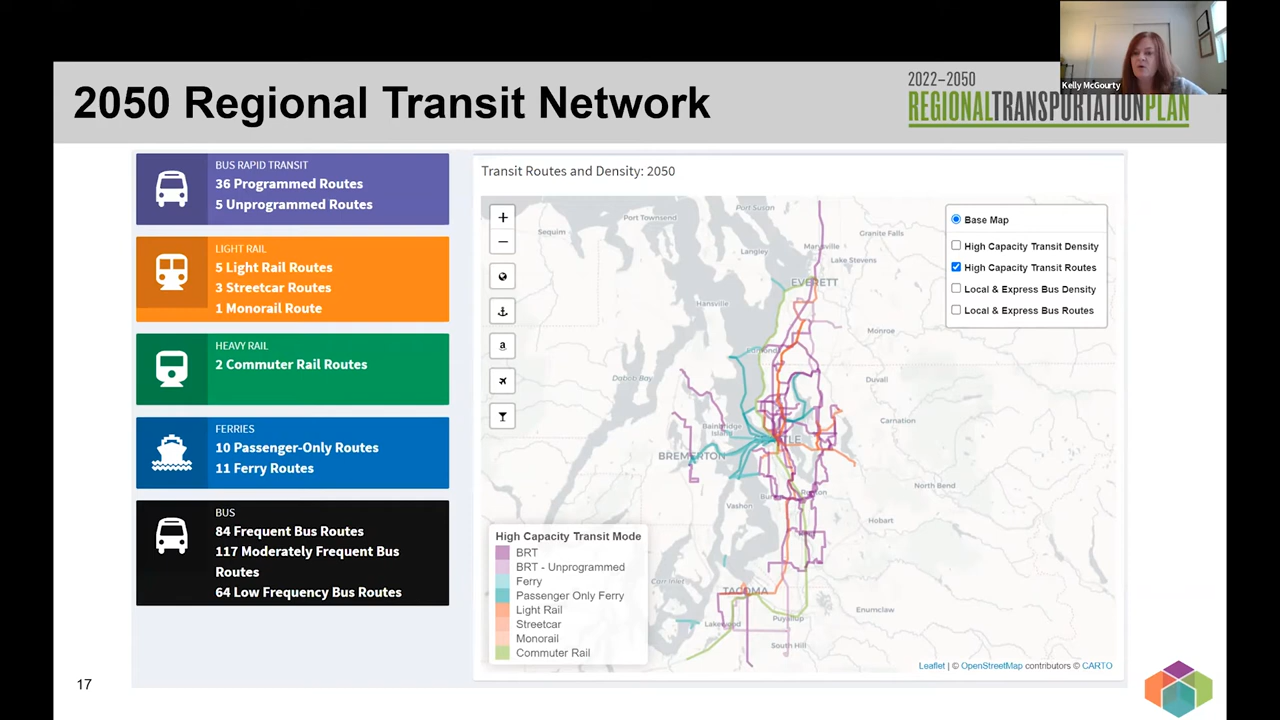 2050 Regional Transit Network
2022–2050
REGIONALTRANSPORTATIONPLAN
Kelly McGourty
BUS RAPID TRANSIT
36 Programmed Routes
5 Unprogrammed Routes
LIGHT RAIL
5 Light Rail Routes
3 Streetcar Routes
1 Monorail Route
HEAVY RAIL
2 Commuter Rail Routes
FERRIES
10 Passenger-Only Routes
11 Ferry Routes
BUS
84 Frequent Bus Routes
117 Moderately Frequent Bus
Routes
64 Low Frequency Bus Routes
Transit Routes and Density: 2050
+
−
a
Base Map
High Capacity Transit Density
High Capacity Transit Routes
Local & Express Bus Density
Local & Express Bus Routes
Port Susan
Port Townsend
Sequim
Granite Falls
Marysville
Langley
Lake Stevens
EVERETT
Hansville
Monroe
Dabob Bay
Duvall
Carnation
Bainbridge
Island
BREMERTON
North Bend
Vashon
Hobart
Carr Inlet
TACOMA
Enumclaw
Lakewood
Puyallup
South Hill
High Capacity Transit Mode
BRT
BRT - Unprogrammed
Ferry
Passenger Only Ferry
Light Rail
Streetcar
Monorail
Commuter Rail
Leaflet | © OpenStreetMap contributors © CARTO
17